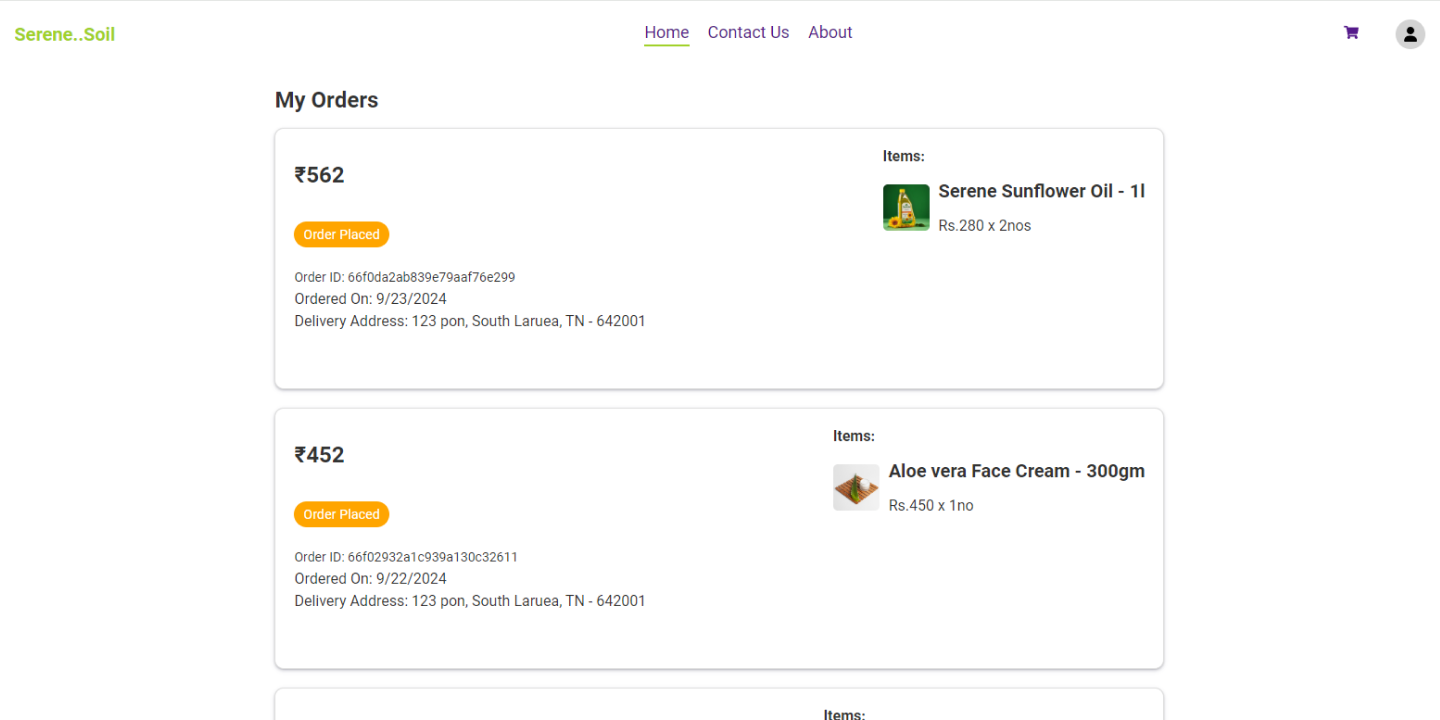 Serene..Soil
Home Contact Us About
My Orders
₹562
Order Placed
Order ID: 66f0da2ab839e79aaf76e299
Ordered On: 9/23/2024
Delivery Address: 123 pon, South Laruea, TN - 642001
Items:
Serene Sunflower Oil - 1l
Rs.280 x 2nos
₹452
Order Placed
Order ID: 66f02932a1c939a130c32611
Ordered On: 9/22/2024
Delivery Address: 123 pon, South Laruea, TN - 642001
Items:
Aloe vera Face Cream - 300gm
Rs.450 x 1no
Items: